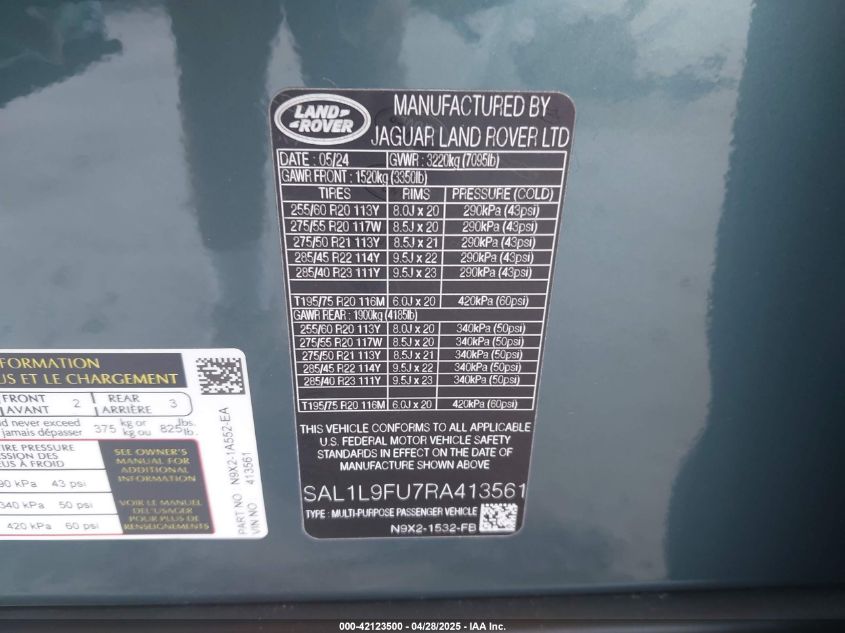 LAND ROVER
MANUFACTURED BY
JAGUAR LAND ROVER LTD
DATE : 05/24 GVWR : 3220kg (7095lb)
GAWR FRONT : 1520kg (3350lb)
TIRES RIMS PRESSURE (COLD)
255/60 R20 113Y 8.0J x 20 290kPa (43psi)
275/55 R20 117W 8.5J x 20 290kPa (43psi)
275/50 R21 113Y 8.5J x 21 290kPa (43psi)
285/45 R22 114Y 9.5J x 22 290kPa (43psi)
285/40 R23 111Y 9.5J x 23 290kPa (43psi)
T195/75 R20 116M 6.0J x 20 420kPa (60psi)
GAWR REAR : 1900kg (4185lb)
255/60 R20 113Y 8.0J x 20 340kPa (50psi)
275/55 R20 117W 8.5J x 20 340kPa (50psi)
275/50 R21 113Y 8.5J x 21 340kPa (50psi)
285/45 R22 114Y 9.5J x 22 340kPa (50psi)
285/40 R23 111Y 9.5J x 23 340kPa (50psi)
T195/75 R20 116M 6.0J x 20 420kPa (60psi)
THIS VEHICLE CONFORMS TO ALL APPLICABLE
U.S. FEDERAL MOTOR VEHICLE SAFETY
STANDARDS IN EFFECT ON THE DATE OF
MANUFACTURE SHOWN ABOVE
SAL1L9FU7RA413561
TYPE : MULTI-PURPOSE PASSENGER VEHICLE
N9X2-1532-FB
FORMATION
US ET LE CHARGEMENT
FRONT 2 REAR 3
AVANT ARRIÈRE
d never exceed 375 kg or 825 lbs.
jamais dépasser kg ou lb.
TIRE PRESSURE
SSION DES
EUS À FROID
90 kPa 43 psi
340 kPa 50 psi
420 kPa 60 psi
SEE OWNER'S
MANUAL FOR
ADDITIONAL
INFORMATION
VOIR LE MANUEL
DE L'USAGER
POUR PLUS DE
RENSEIGNEMENTS
PART NO N9X2-1A552-EA
VIN NO 413561
000-42123500 04/28/2025 - IAA Inc.